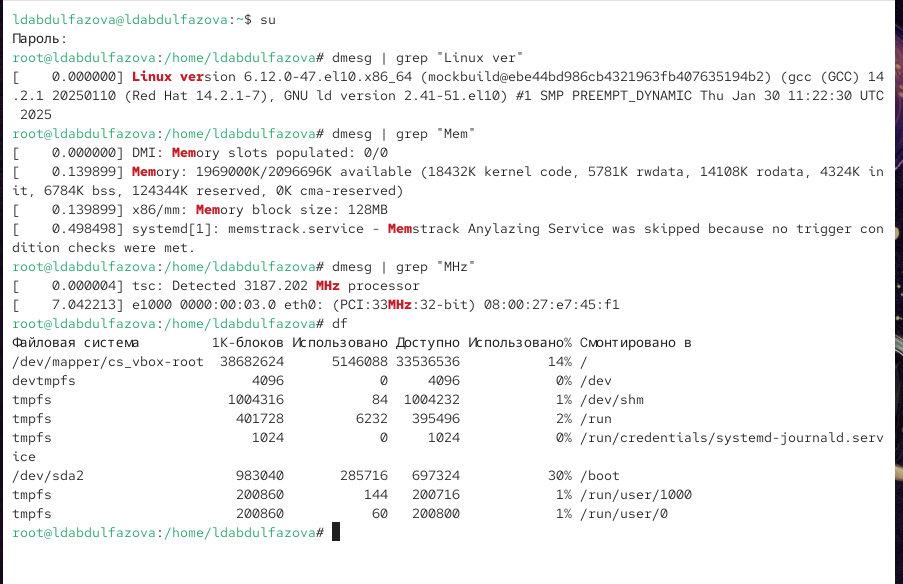 ldabdulfazova@ldabdulfazova:~$ su
Пароль:
root@ldabdulfazova:/home/ldabdulfazova# dmesg | grep "Linux ver"
[    0.000000] Linux version 6.12.0-47.el10.x86_64 (mockbuild@ebe44bd986cb4321963fb407635194b2) (gcc (GCC) 14
.2.1 20250110 (Red Hat 14.2.1-7), GNU ld version 2.41-51.el10) #1 SMP PREEMPT_DYNAMIC Thu Jan 30 11:22:30 UTC
 2025
root@ldabdulfazova:/home/ldabdulfazova# dmesg | grep "Mem"
[    0.000000] DMI: Memory slots populated: 0/0
[    0.139899] Memory: 1969000K/2096696K available (18432K kernel code, 5781K rwdata, 14108K rodata, 4324K in
it, 6784K bss, 124344K reserved, 0K cma-reserved)
[    0.139899] x86/mm: Memory block size: 128MB
[    0.498498] systemd[1]: memstrack.service - Memstrack Anylazing Service was skipped because no trigger con
dition checks were met.
root@ldabdulfazova:/home/ldabdulfazova# dmesg | grep "MHz"
[    0.000004] tsc: Detected 3187.202 MHz processor
[    7.042213] e1000 0000:00:03.0 eth0: (PCI:33MHz:32-bit) 08:00:27:e7:45:f1
root@ldabdulfazova:/home/ldabdulfazova# df
Файловая система         1K-блоков Использовано Доступно Использовано% Смонтировано в
/dev/mapper/cs_vbox-root  38682624      5146088 33536536           14% /
devtmpfs                      4096            0     4096            0% /dev
tmpfs                      1004316           84  1004232            1% /dev/shm
tmpfs                       401728         6232   395496            2% /run
tmpfs                         1024            0     1024            0% /run/credentials/systemd-journald.serv
ice
/dev/sda2                   983040       285716   697324           30% /boot
tmpfs                       200860          144   200716            1% /run/user/1000
tmpfs                       200860           60   200800            1% /run/user/0
root@ldabdulfazova:/home/ldabdulfazova#